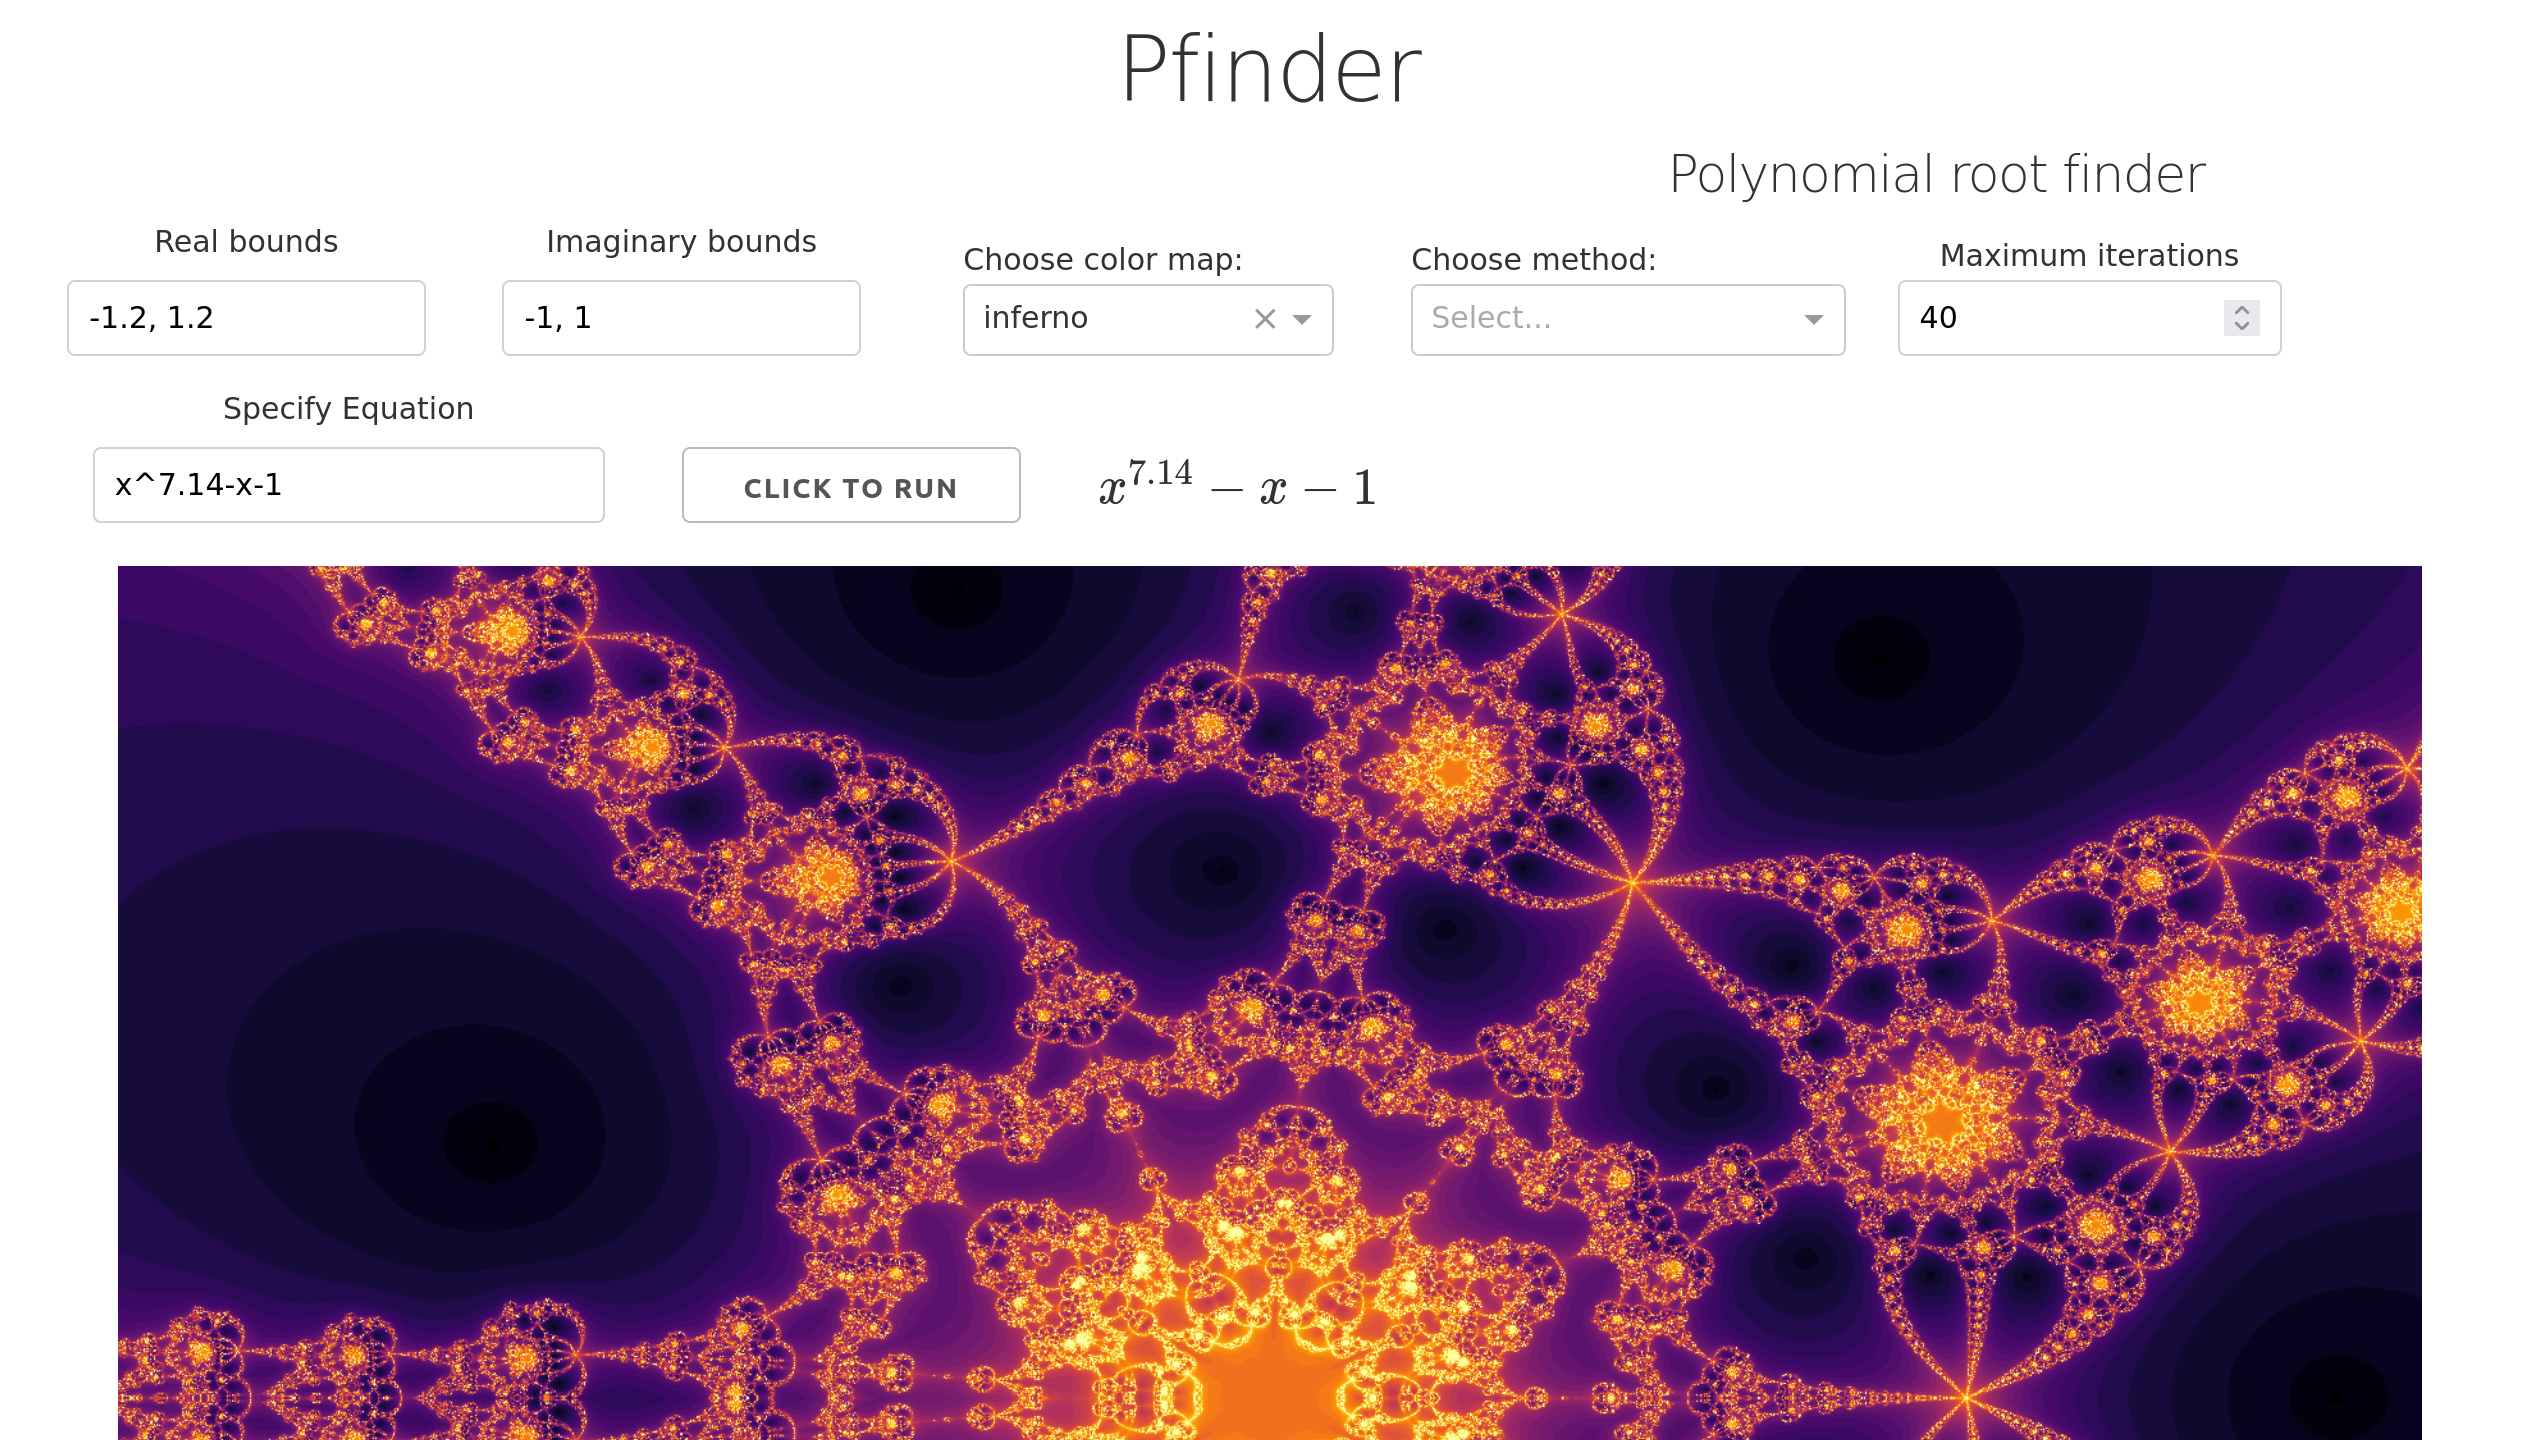 Pfinder
Polynomial root finder
Real bounds
Imaginary bounds
Choose color map:
Choose method:
Maximum iterations
-1.2, 1.2
-1, 1
inferno
Select...
40
Specify Equation
x^7.14-x-1
CLICK TO RUN
x^{7.14} − x − 1